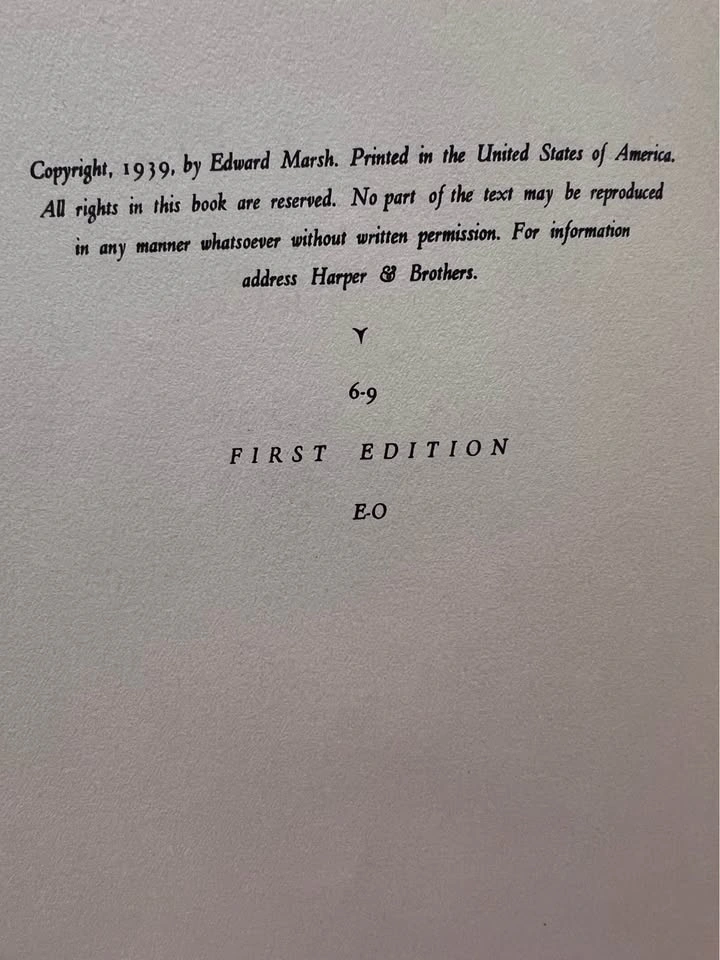 Copyright, 1939, by Edward Marsh. Printed in the United States of America.
All rights in this book are reserved. No part of the text may be reproduced
in any manner whatsoever without written permission. For information
address Harper & Brothers.
6-9
FIRST EDITION
E-O